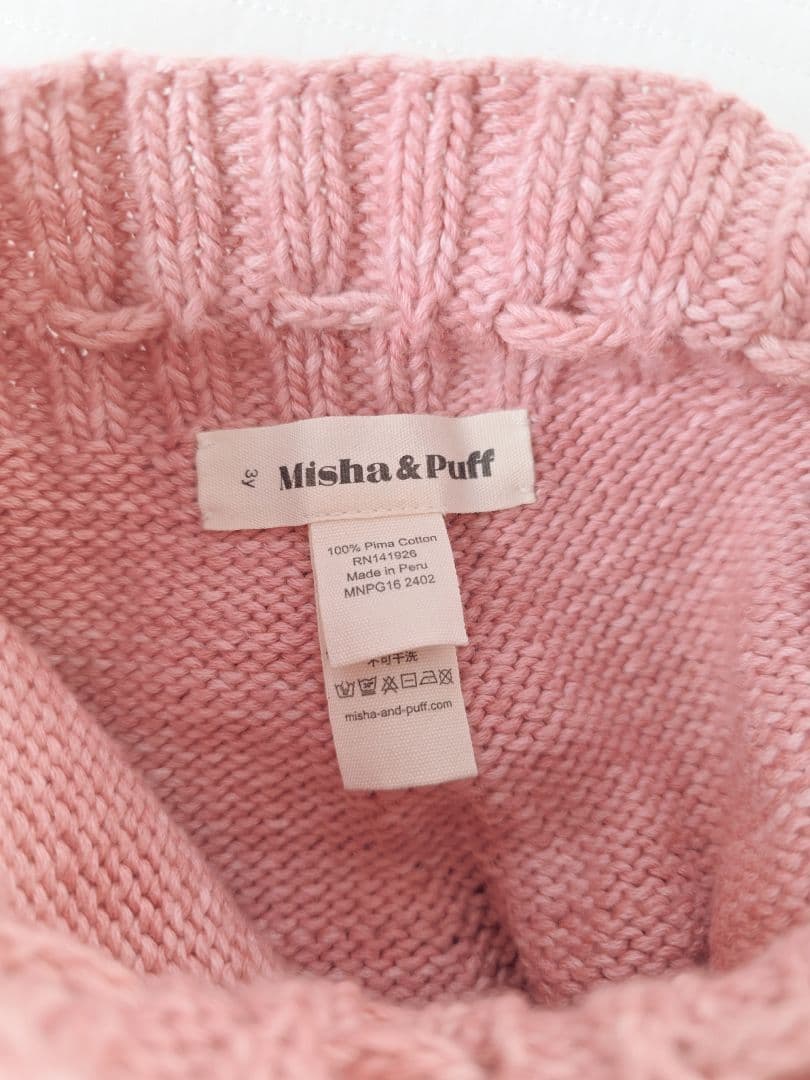 3y
Misha & Puff
100% Pima Cotton
RN141926
Made in Peru
MNPG16 2402
不可干洗
misha-and-puff.com